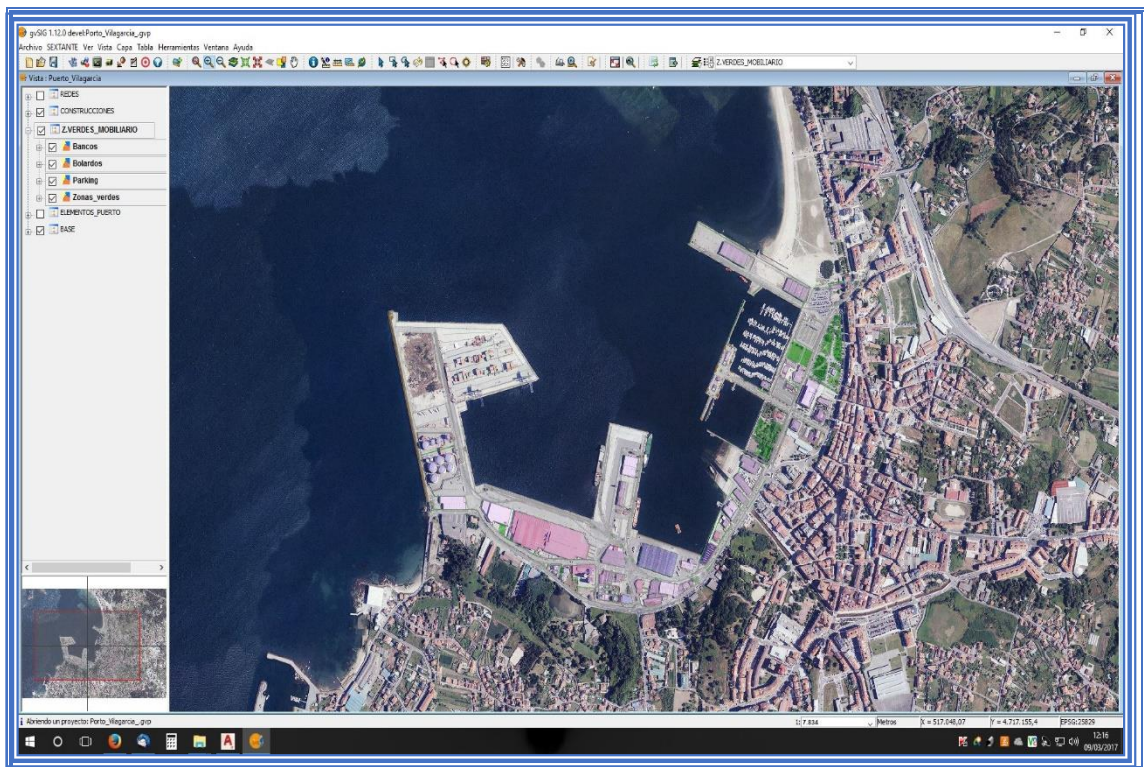 gvSIG 1.12.0 devel:Porto_Vilagarcia_.gvp
Archivo SEXTANTE Ver Vista Capa Tabla Herramientas Ventana Ayuda
Z.VERDES_MOBILIARIO
Vista : Puerto_Vilagarcia
REDES
CONSTRUCCIONES
Z.VERDES_MOBILIARIO
Bancos
Bolardos
Parking
Zonas_verdes
ELEMENTOS_PUERTO
BASE
Abriendo un proyecto: Porto_Vilagarcia_.gvp
1: 7.834
Metros
X = 517.048,07
Y = 4.717.155,4
EPSG:25829
12:16
09/03/2017